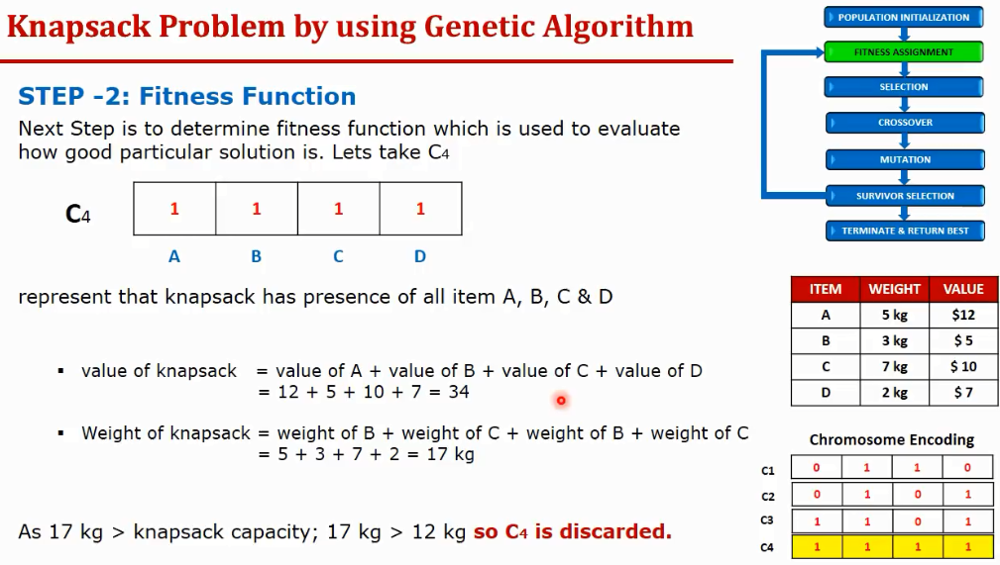 Knapsack Problem by using Genetic Algorithm
STEP -2: Fitness Function
Next Step is to determine fitness function which is used to evaluate
how good particular solution is. Lets take C4
C4 1 1 1 1
A B C D
represent that knapsack has presence of all item A, B, C & D
▪ value of knapsack = value of A + value of B + value of C + value of D
= 12 + 5 + 10 + 7 = 34
▪ Weight of knapsack = weight of B + weight of C + weight of B + weight of C
= 5 + 3 + 7 + 2 = 17 kg
As 17 kg > knapsack capacity; 17 kg > 12 kg so C4 is discarded.
POPULATION INITIALIZATION
FITNESS ASSIGNMENT
SELECTION
CROSSOVER
MUTATION
SURVIVOR SELECTION
TERMINATE & RETURN BEST
ITEM WEIGHT VALUE
A 5 kg $12
B 3 kg $ 5
C 7 kg $ 10
D 2 kg $ 7
Chromosome Encoding
C1 0 1 1 0
C2 0 1 0 1
C3 1 1 0 1
C4 1 1 1 1